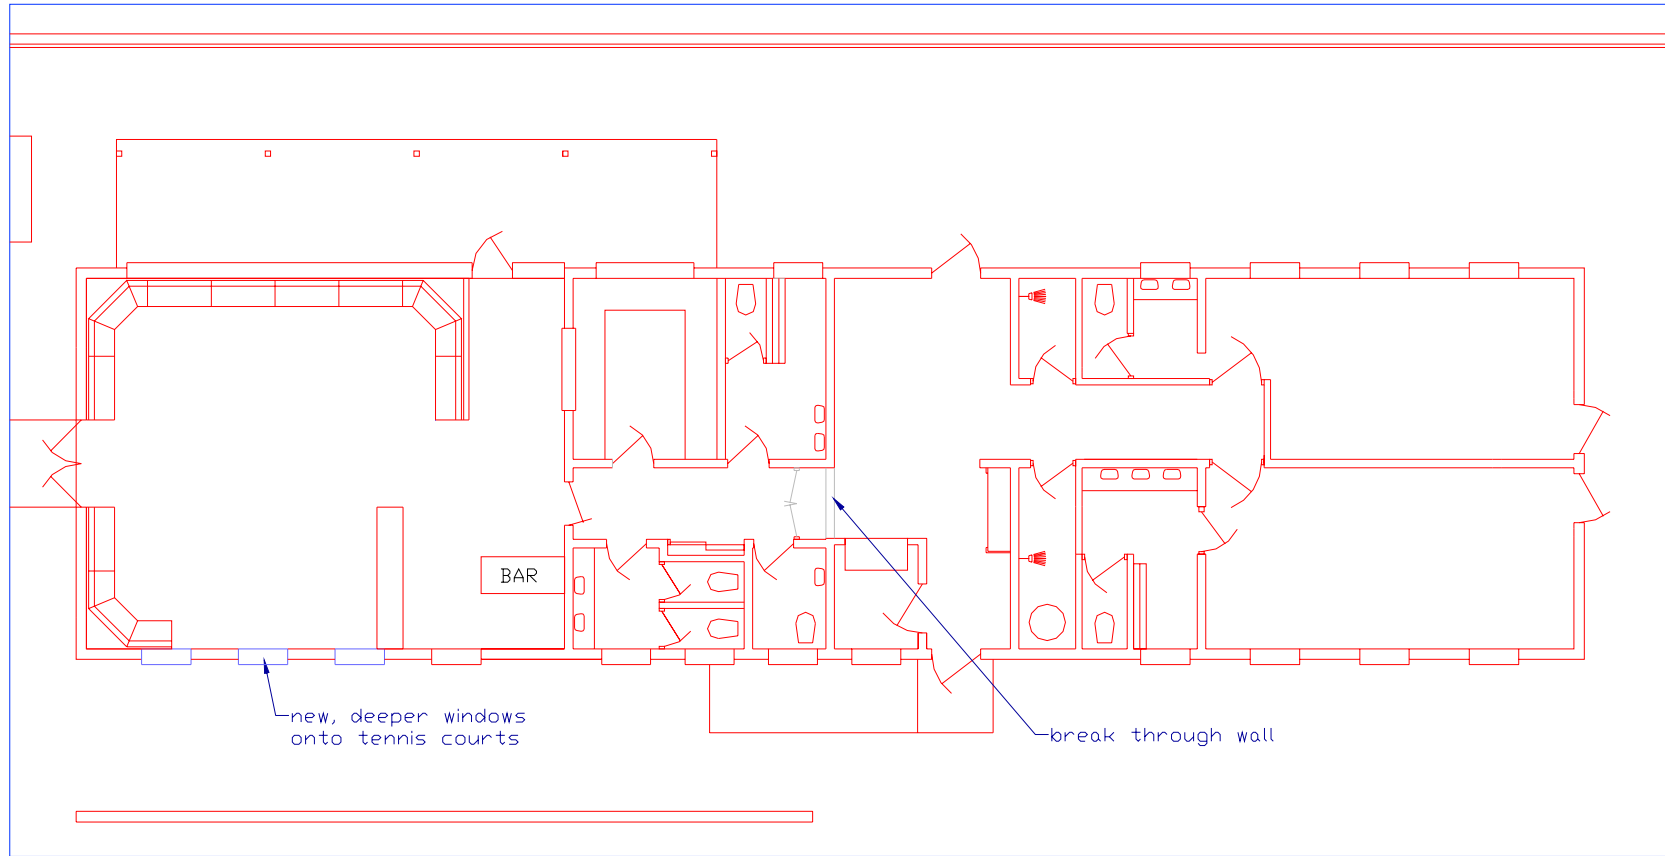 BAR
new, deeper windows
onto tennis courts
break through wall